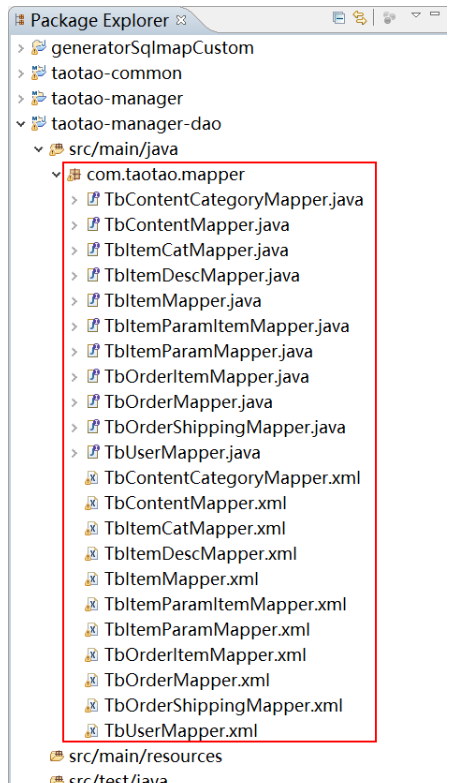 Package Explorer
generatorSqlmapCustom
taotao-common
taotao-manager
taotao-manager-dao
src/main/java
com.taotao.mapper
TbContentCategoryMapper.java
TbContentMapper.java
TbItemCatMapper.java
TbItemDescMapper.java
TbItemMapper.java
TbItemParamItemMapper.java
TbItemParamMapper.java
TbOrderItemMapper.java
TbOrderMapper.java
TbOrderShippingMapper.java
TbUserMapper.java
TbContentCategoryMapper.xml
TbContentMapper.xml
TbItemCatMapper.xml
TbItemDescMapper.xml
TbItemMapper.xml
TbItemParamItemMapper.xml
TbItemParamMapper.xml
TbOrderItemMapper.xml
TbOrderMapper.xml
TbOrderShippingMapper.xml
TbUserMapper.xml
src/main/resources
src/test/java